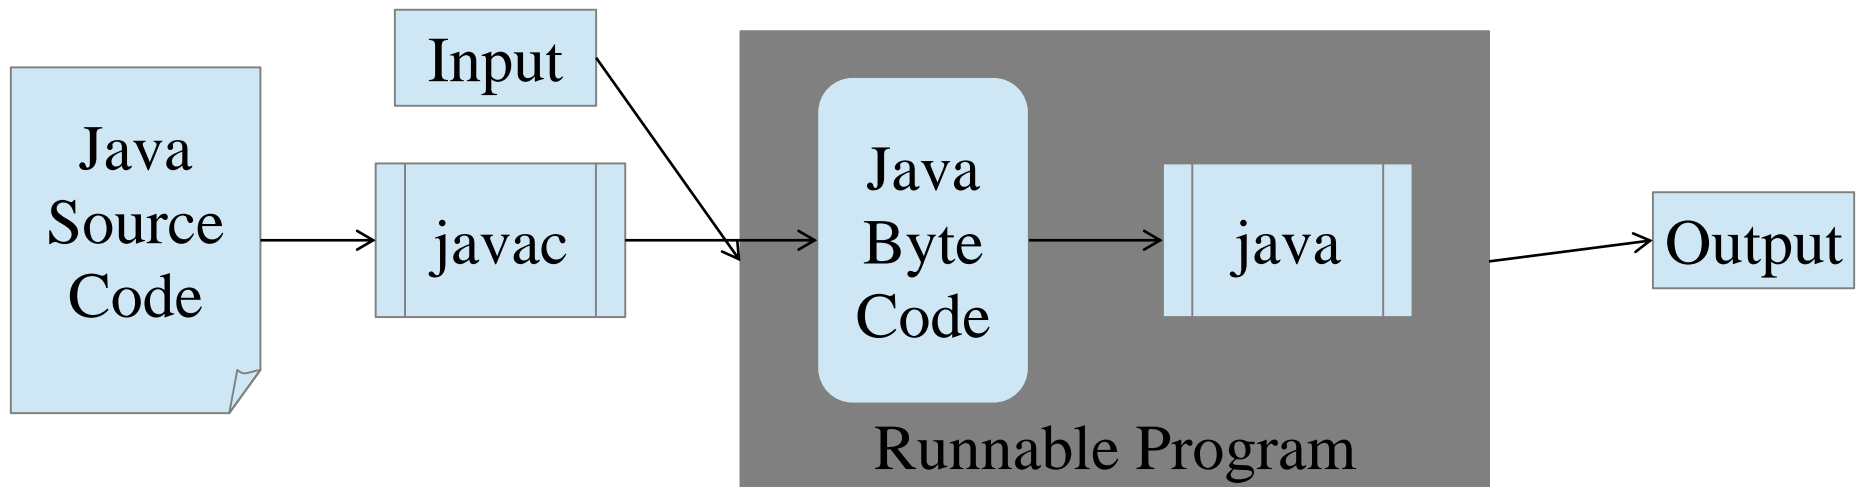 Java
Source
Code
Input
javac
Java
Byte
Code
java
Runnable Program
Output